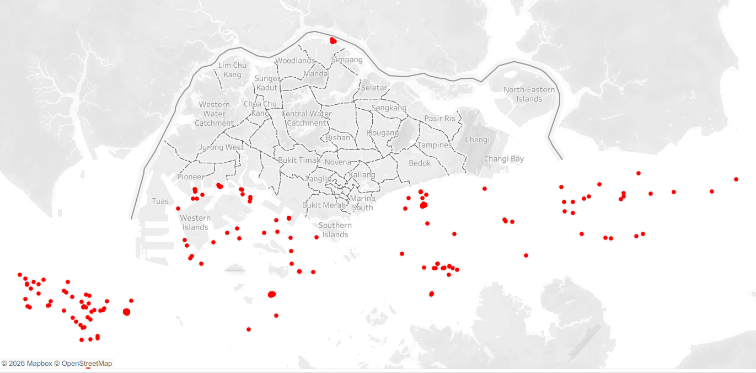 Lim Chu
Kang
Woodlands
Sempang
Mandai
Sungei
Kadut
Seletar
North-Eastern
Islands
Western
Water
Catchment
Choa Chu
Kang
Central Water
Catchment
Sengkang
Hougang
Pasir Ris
Changi
Bishan
Tampines
Jurong West
Bukit Timah
Novena
Bedok
Changi Bay
Pioneer
Tanglin
Kallang
Tuas
Bukit Merah
Marina
South
Western
Islands
Southern
Islands
© 2026 Mapbox © OpenStreetMap